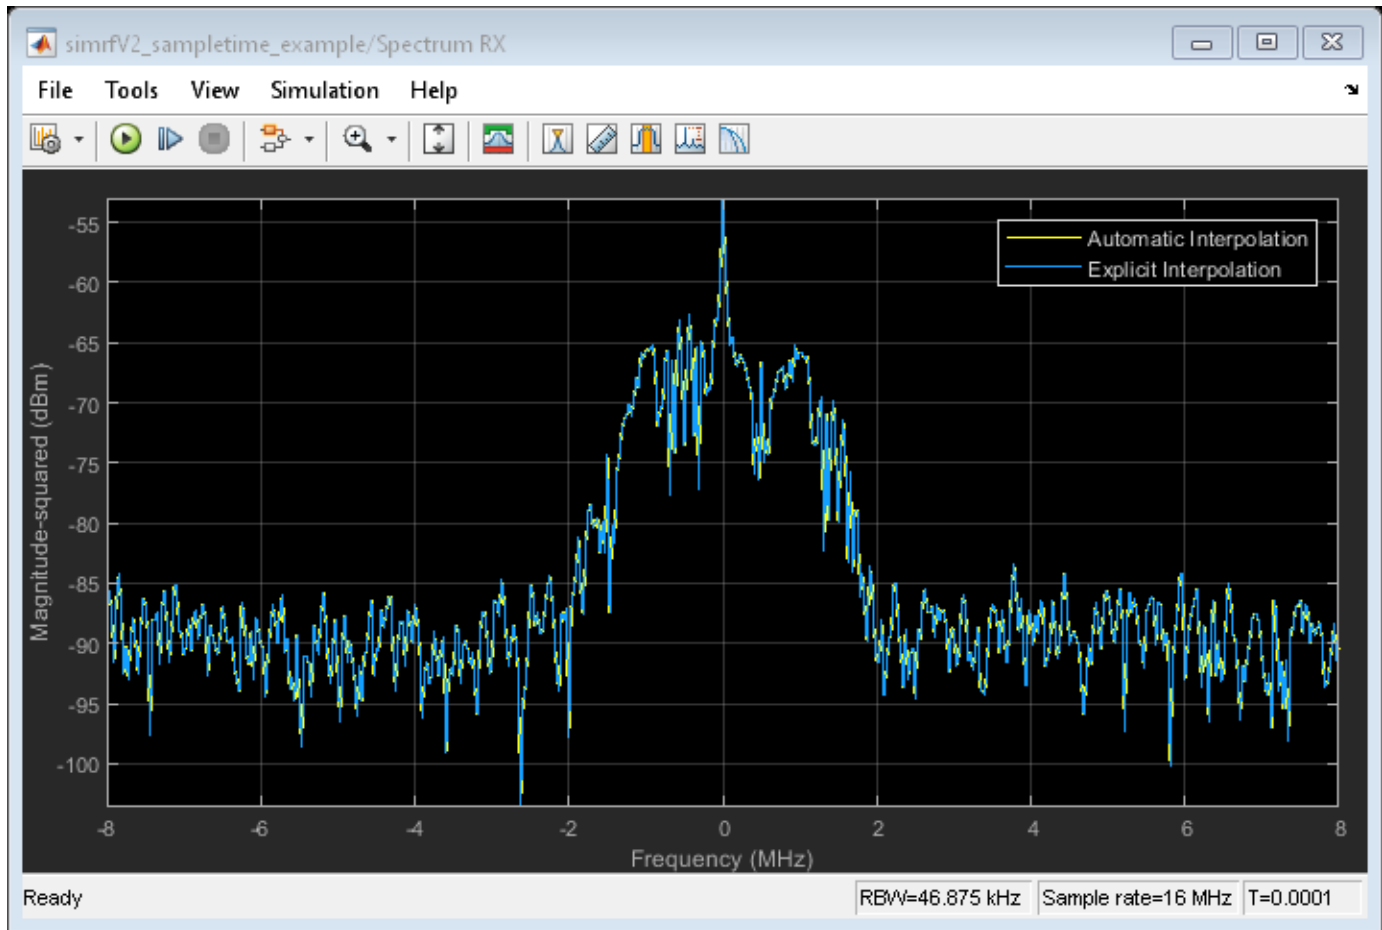 simrfV2_sampletime_example/Spectrum RX
File Tools View Simulation Help
Automatic Interpolation
Explicit Interpolation
-55
-60
-65
-70
-75
-80
-85
-90
-95
-100
Magnitude-squared (dBm)
-8 -6 -4 -2 0 2 4 6 8
Frequency (MHz)
Ready RBW=46.875 kHz Sample rate=16 MHz T=0.0001